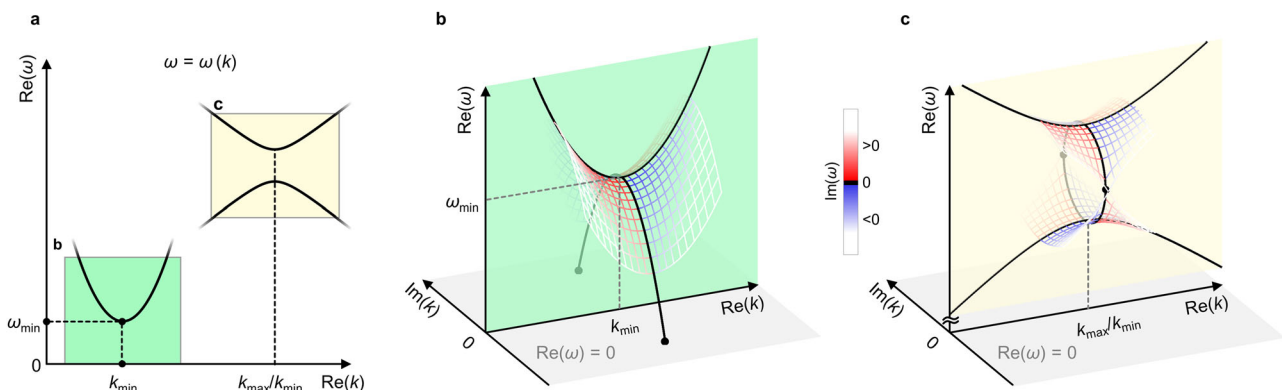 a
Re(ω)
ω = ω(k)
c
b
ω_min
0
k_min
k_max/k_min
Re(k)
b
Re(ω)
ω_min
Im(k)
0
k_min
Re(k)
Re(ω) = 0
Im(ω)
>0
0
<0
c
Re(ω)
Im(k)
0
k_max/k_min
Re(k)
Re(ω) = 0